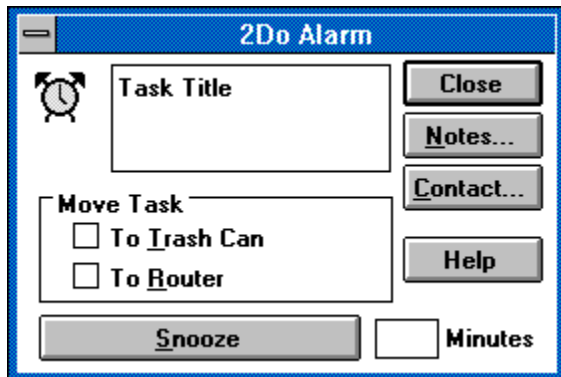 2Do Alarm
Task Title
Close
Notes...
Contact...
Move Task
To Trash Can
To Router
Help
Snooze
Minutes